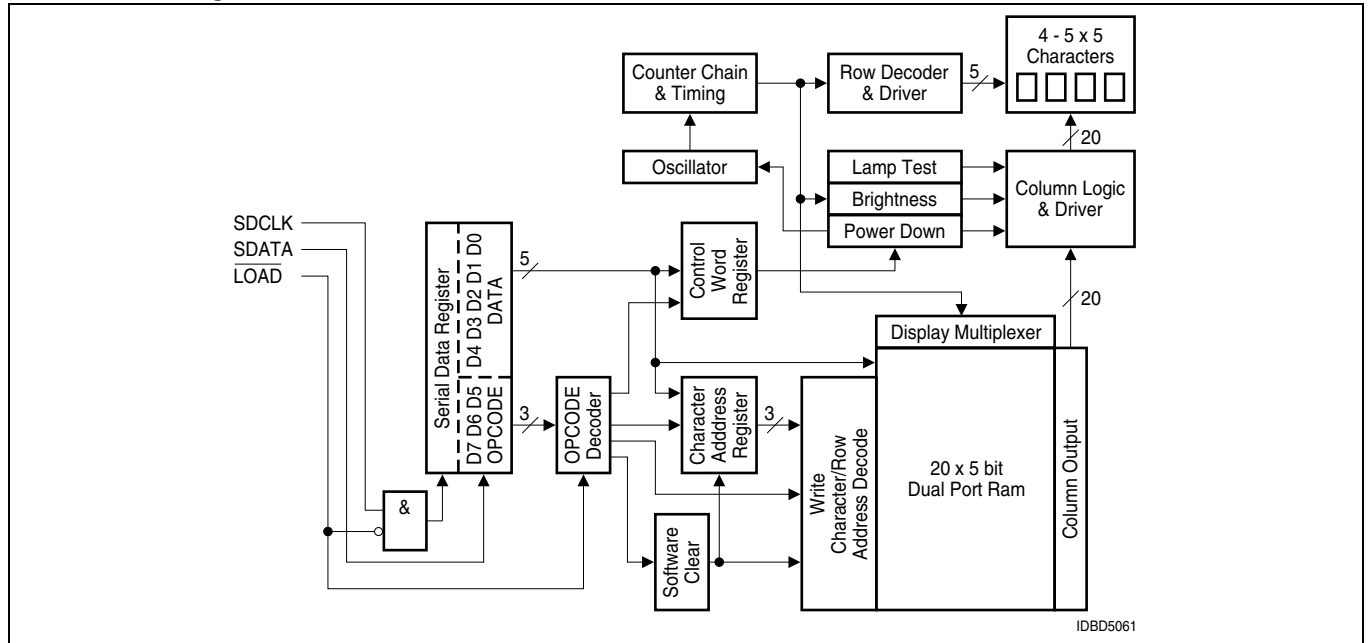 4 - 5 x 5
Characters
Counter Chain
& Timing
Row Decoder
& Driver
5
20
Oscillator
Lamp Test
Brightness
Power Down
Column Logic
& Driver
SDCLK
SDATA
LOAD
Serial Data Register
D4 D3 D2 D1 D0
DATA
D7 D6 D5
OPCODE
5
Control
Word
Register
20
Display Multiplexer
3
OPCODE
Decoder
Character
Adddress
Register
3
Write
Character/Row
Address Decode
20 x 5 bit
Dual Port Ram
Column Output
&
Software
Clear
IDBD5061